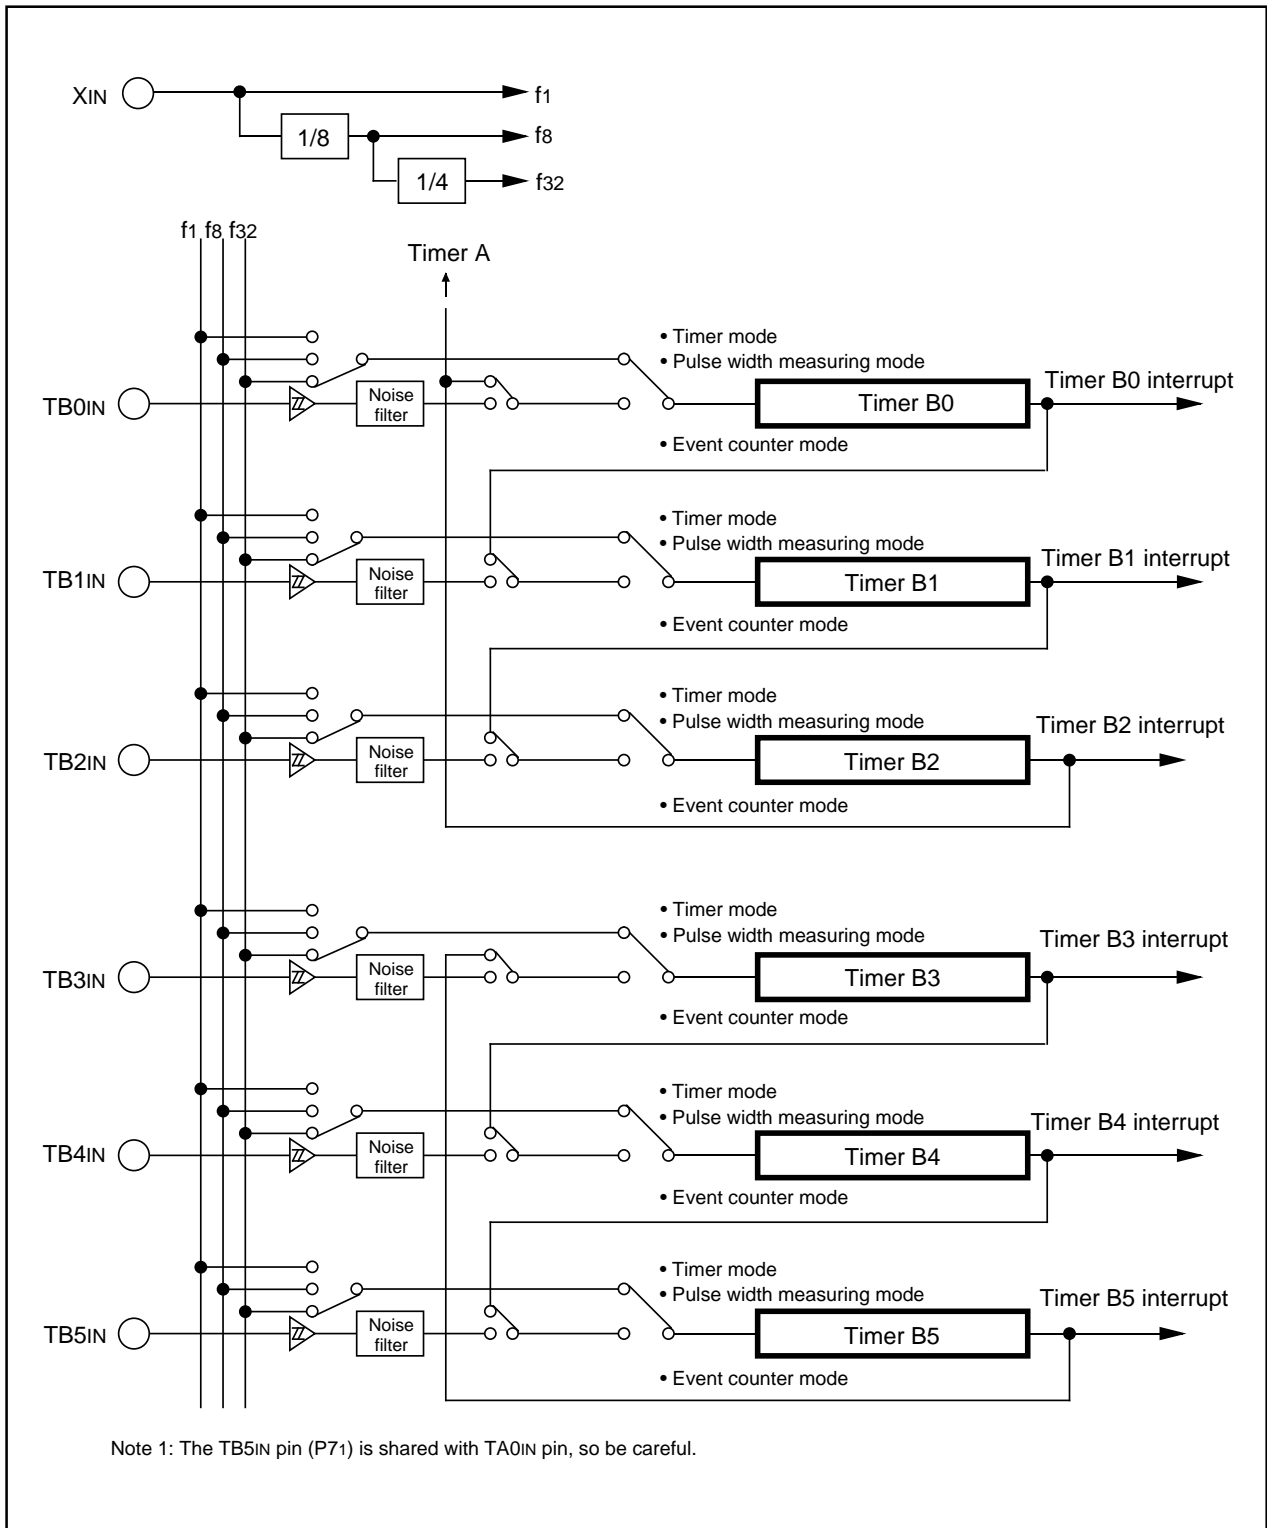 XIN
f1
1/8
f8
1/4
f32
f1 f8 f32
Timer A
• Timer mode
• Pulse width measuring mode
TB0IN
Noise
filter
Timer B0
Timer B0 interrupt
• Event counter mode
• Timer mode
• Pulse width measuring mode
TB1IN
Noise
filter
Timer B1
Timer B1 interrupt
• Event counter mode
• Timer mode
• Pulse width measuring mode
TB2IN
Noise
filter
Timer B2
Timer B2 interrupt
• Event counter mode
• Timer mode
• Pulse width measuring mode
TB3IN
Noise
filter
Timer B3
Timer B3 interrupt
• Event counter mode
• Timer mode
• Pulse width measuring mode
TB4IN
Noise
filter
Timer B4
Timer B4 interrupt
• Event counter mode
• Timer mode
• Pulse width measuring mode
TB5IN
Noise
filter
Timer B5
Timer B5 interrupt
• Event counter mode
Note 1: The TB5IN pin (P71) is shared with TA0IN pin, so be careful.